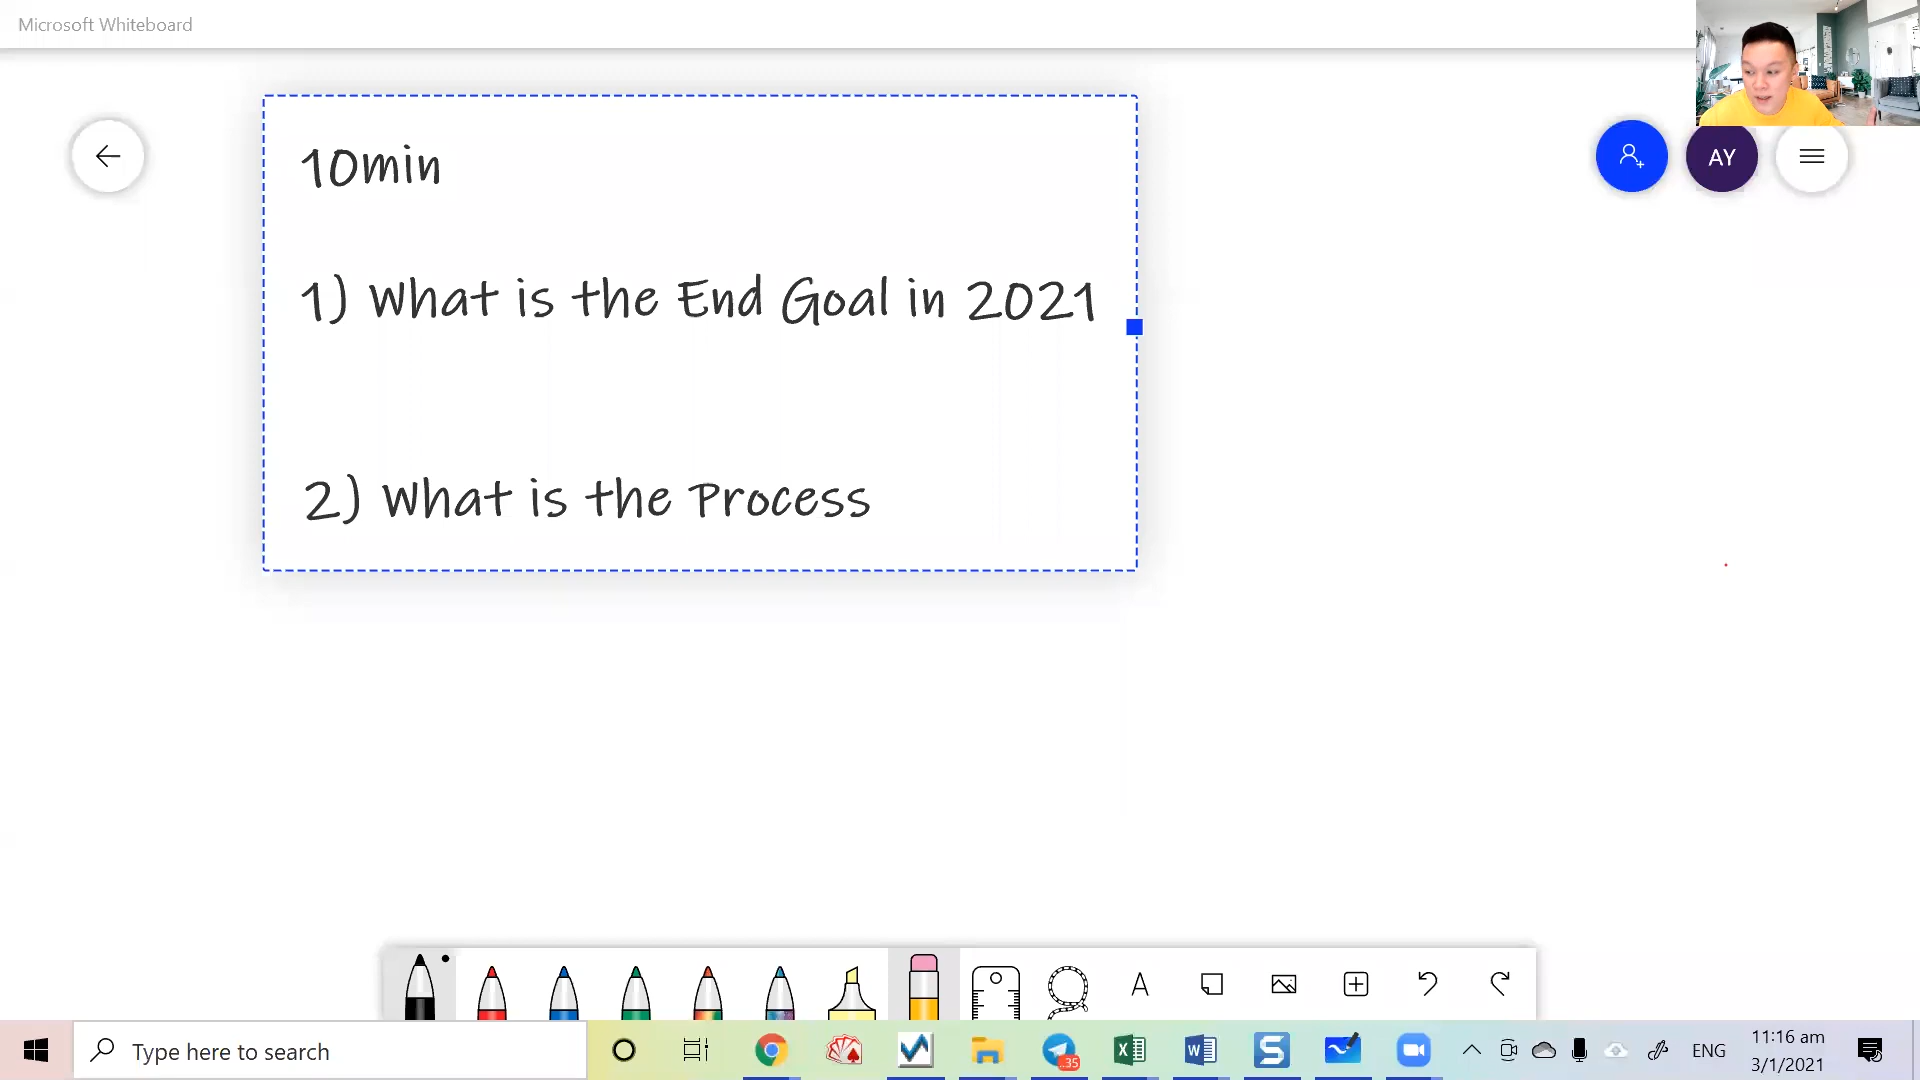 Microsoft Whiteboard
AY
10min
1) What is the End Goal in 2021
2) What is the Process
A
Type here to search
35
ENG
11:16 am
3/1/2021